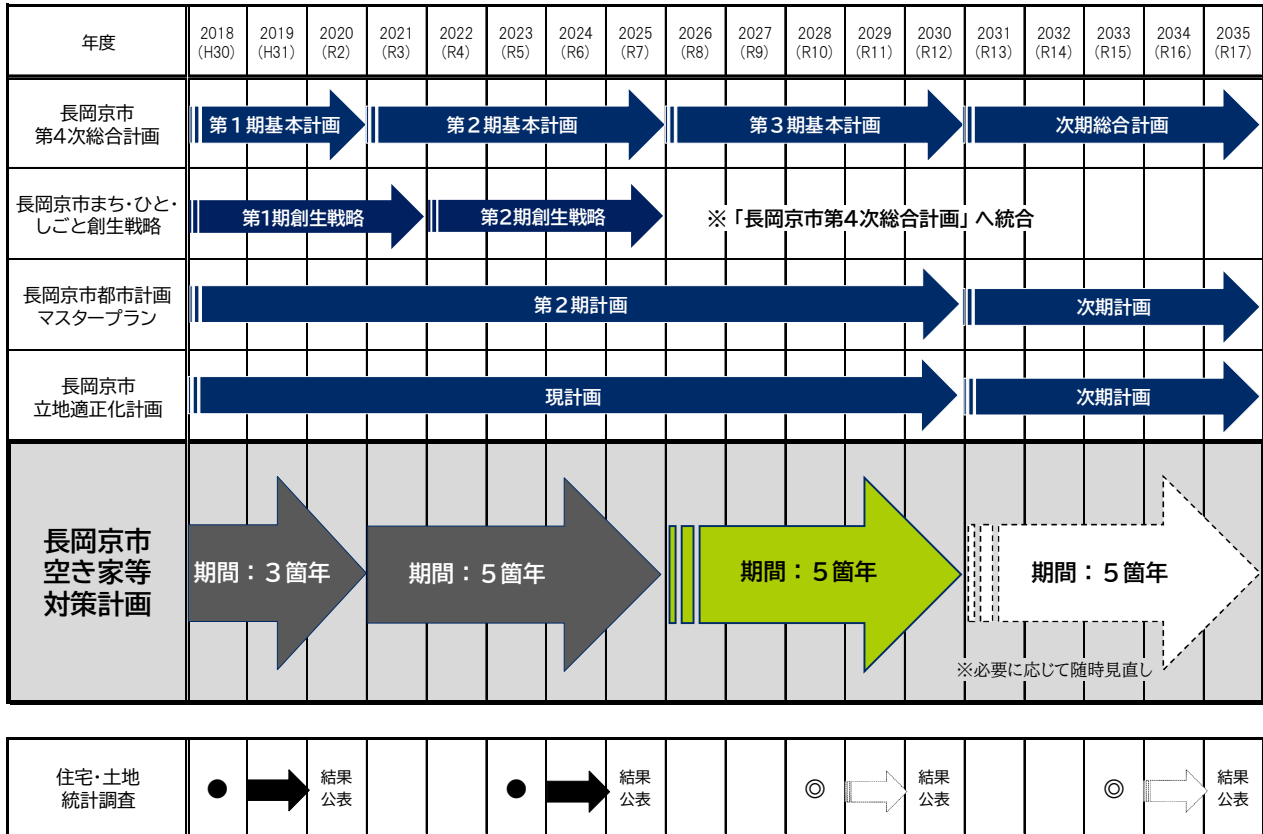 年度
2018
(H30)
2019
(H31)
2020
(R2)
2021
(R3)
2022
(R4)
2023
(R5)
2024
(R6)
2025
(R7)
2026
(R8)
2027
(R9)
2028
(R10)
2029
(R11)
2030
(R12)
2031
(R13)
2032
(R14)
2033
(R15)
2034
(R16)
2035
(R17)
長岡京市
第4次総合計画
第1期基本計画
第2期基本計画
第3期基本計画
次期総合計画
長岡京市まち・ひと・
しごと創生戦略
第1期創生戦略
第2期創生戦略
※「長岡京市第4次総合計画」へ統合
長岡京市都市計画
マスタープラン
第2期計画
次期計画
長岡京市
立地適正化計画
現計画
次期計画
長岡京市
空き家等
対策計画
期間：3箇年
期間：5箇年
期間：5箇年
期間：5箇年
※必要に応じて随時見直し
住宅・土地
統計調査
●
結果
公表
●
結果
公表
◎
結果
公表
◎
結果
公表